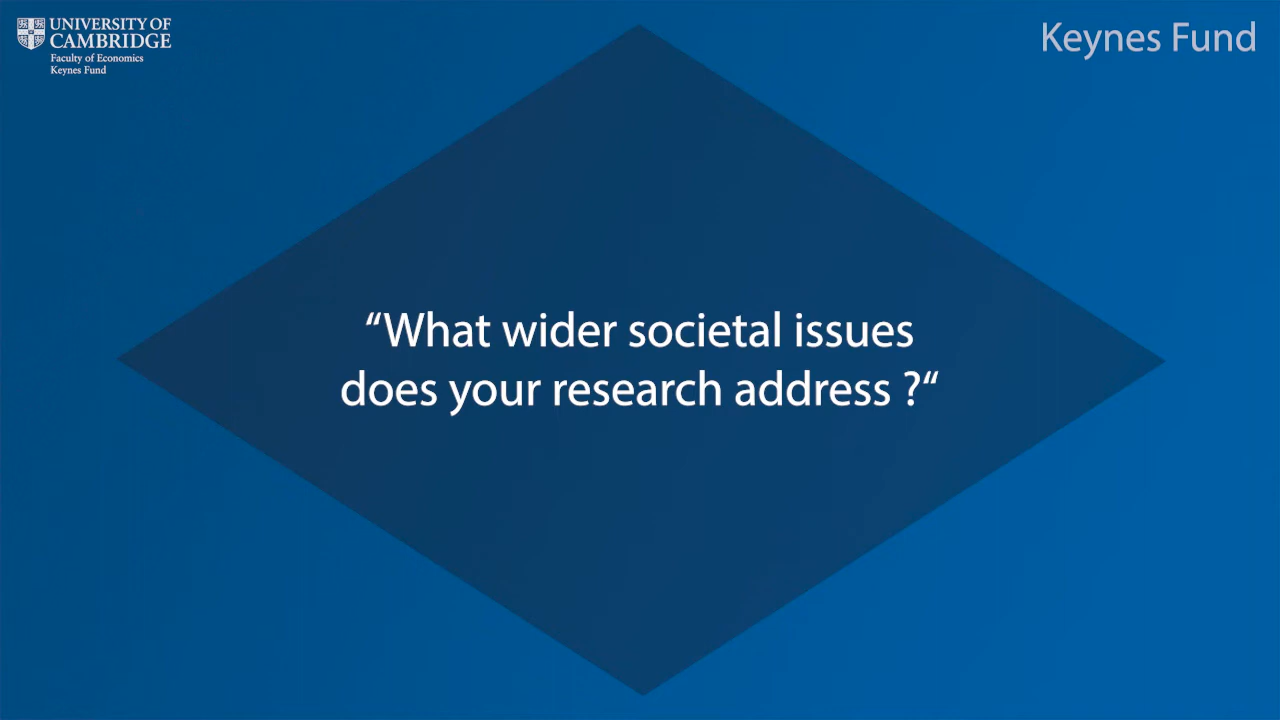 UNIVERSITY OF
CAMBRIDGE
Faculty of Economics
Keynes Fund
Keynes Fund
“What wider societal issues
does your research address ?“